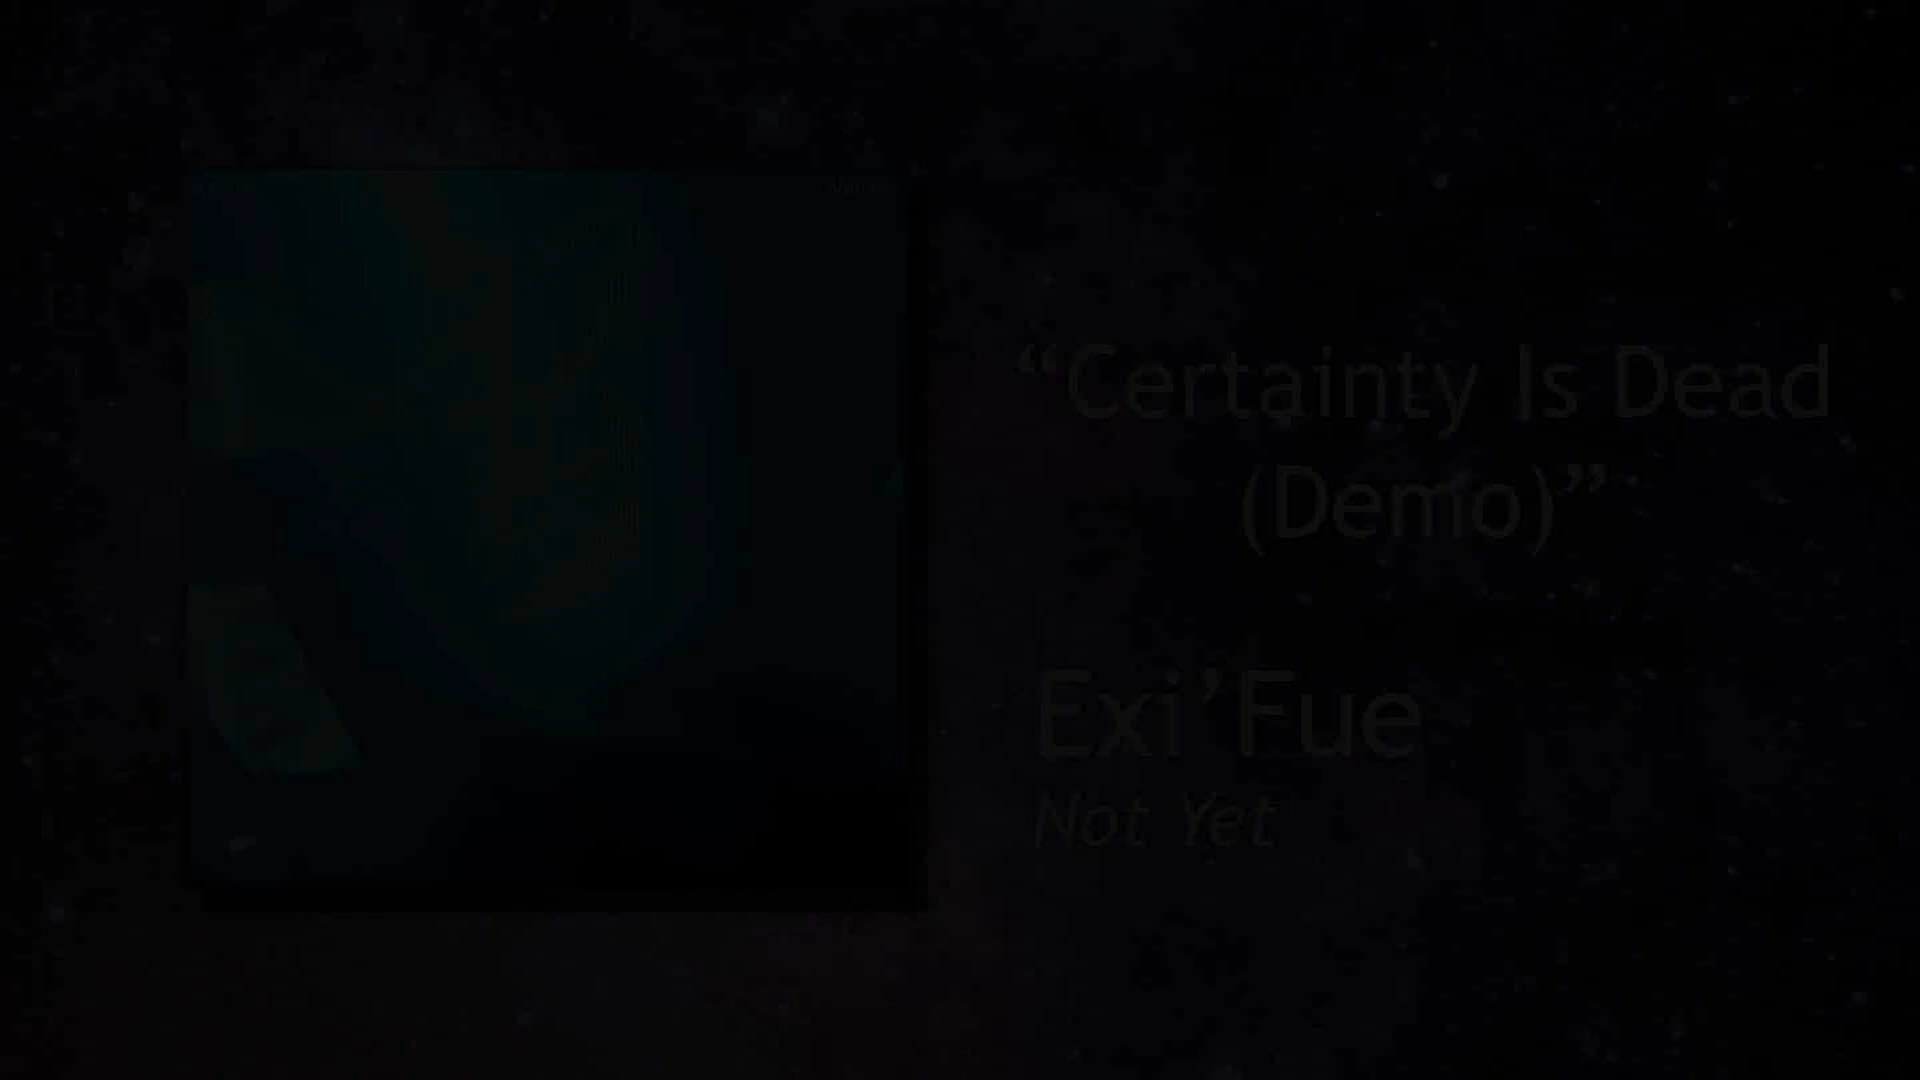 “Certainty Is Dead
(Demo)”
Exi’Fue
Not Yet